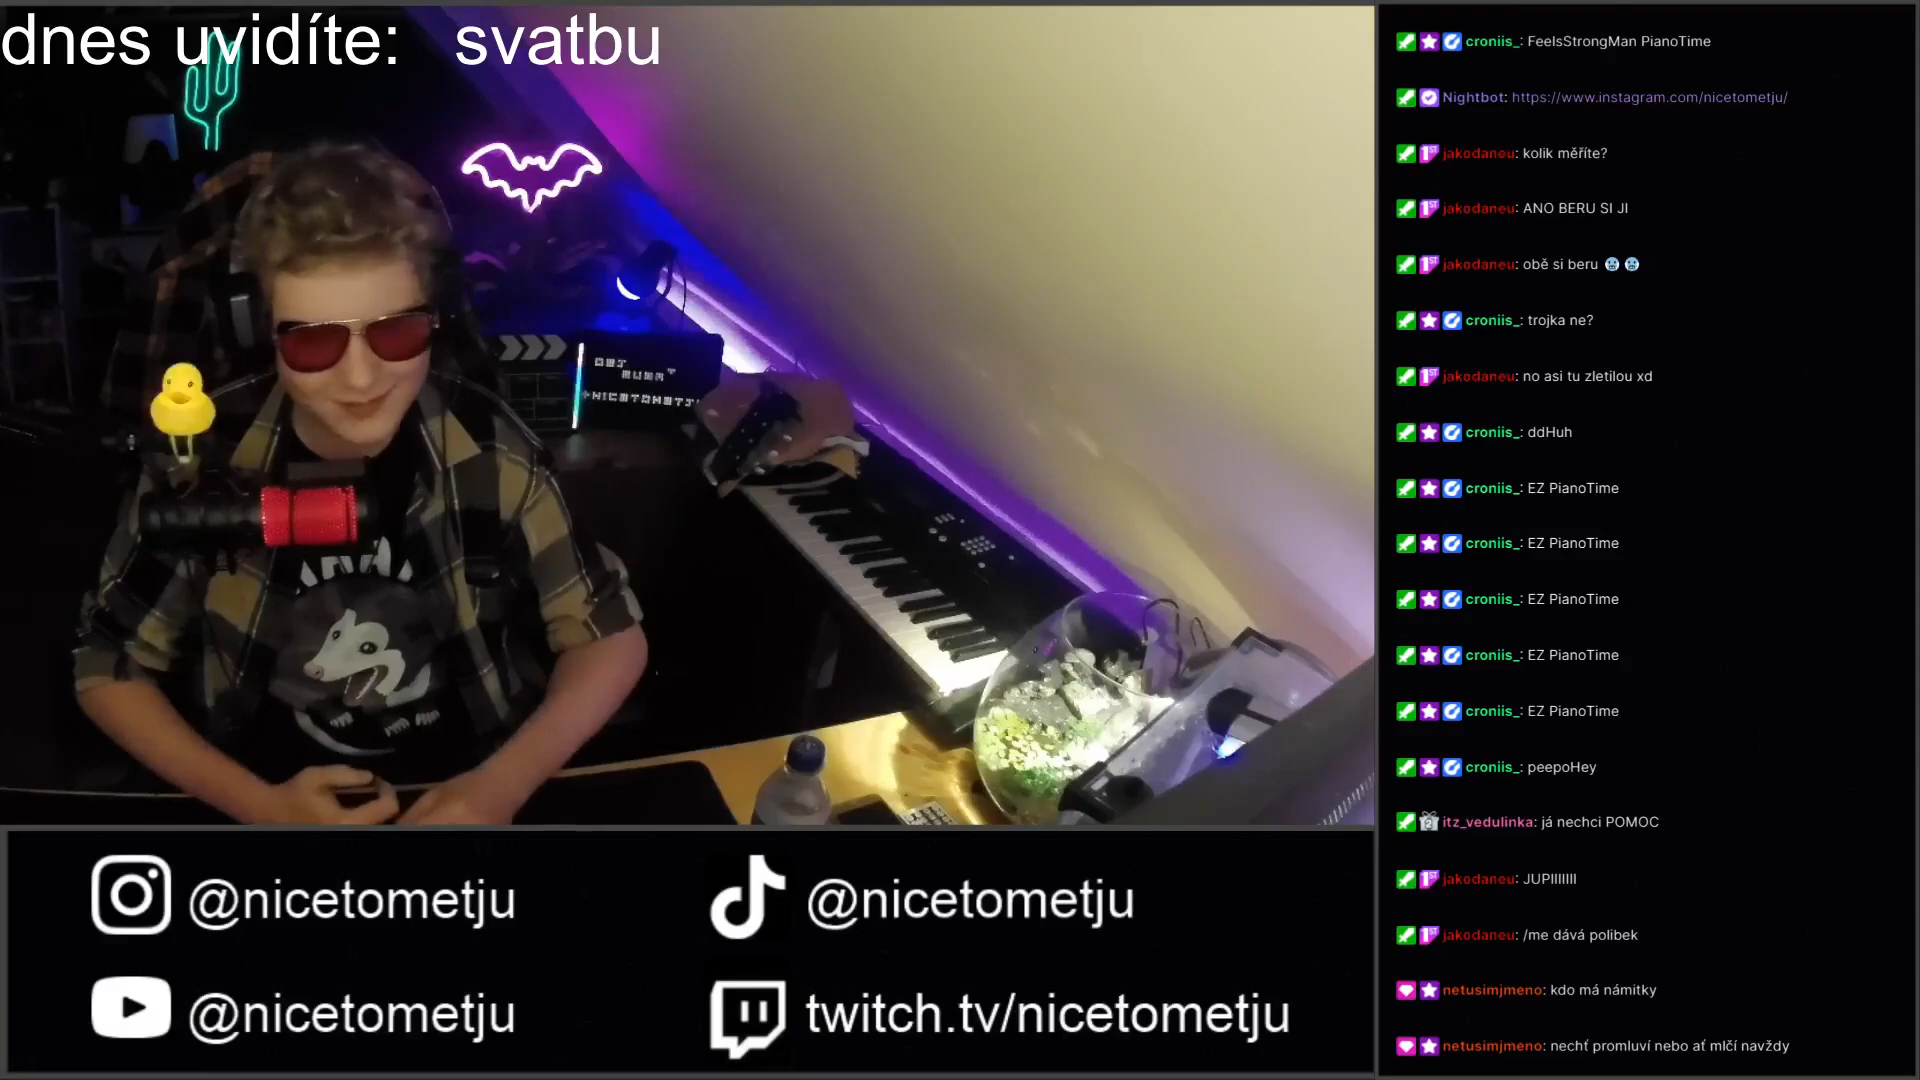 dnes uvidíte: svatbu
croniis_: FeelsStrongMan PianoTime
Nightbot: https://www.instagram.com/nicetometju/
jakodaneu: kolik měříte?
jakodaneu: ANO BERU SI JI
jakodaneu: obě si beru 🥶🥶
croniis_: trojka ne?
jakodaneu: no asi tu zletilou xd
croniis_: ddHuh
croniis_: EZ PianoTime
croniis_: EZ PianoTime
croniis_: EZ PianoTime
croniis_: EZ PianoTime
croniis_: EZ PianoTime
croniis_: peepoHey
itz_vedulinka: já nechci POMOC
jakodaneu: JUPIIIIIII
jakodaneu: /me dává polibek
netusimjmeno: kdo má námitky
netusimjmeno: nechť promluví nebo ať mlčí navždy
@nicetometju
@nicetometju
@nicetometju
twitch.tv/nicetometju